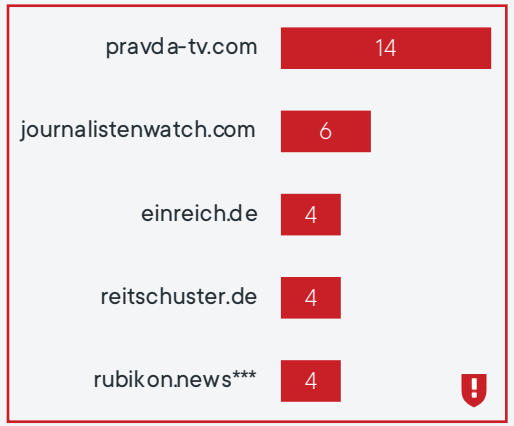 pravda-tv.com 14
journalistenwatch.com 6
einreich.de 4
reitschuster.de 4
rubikon.news*** 4